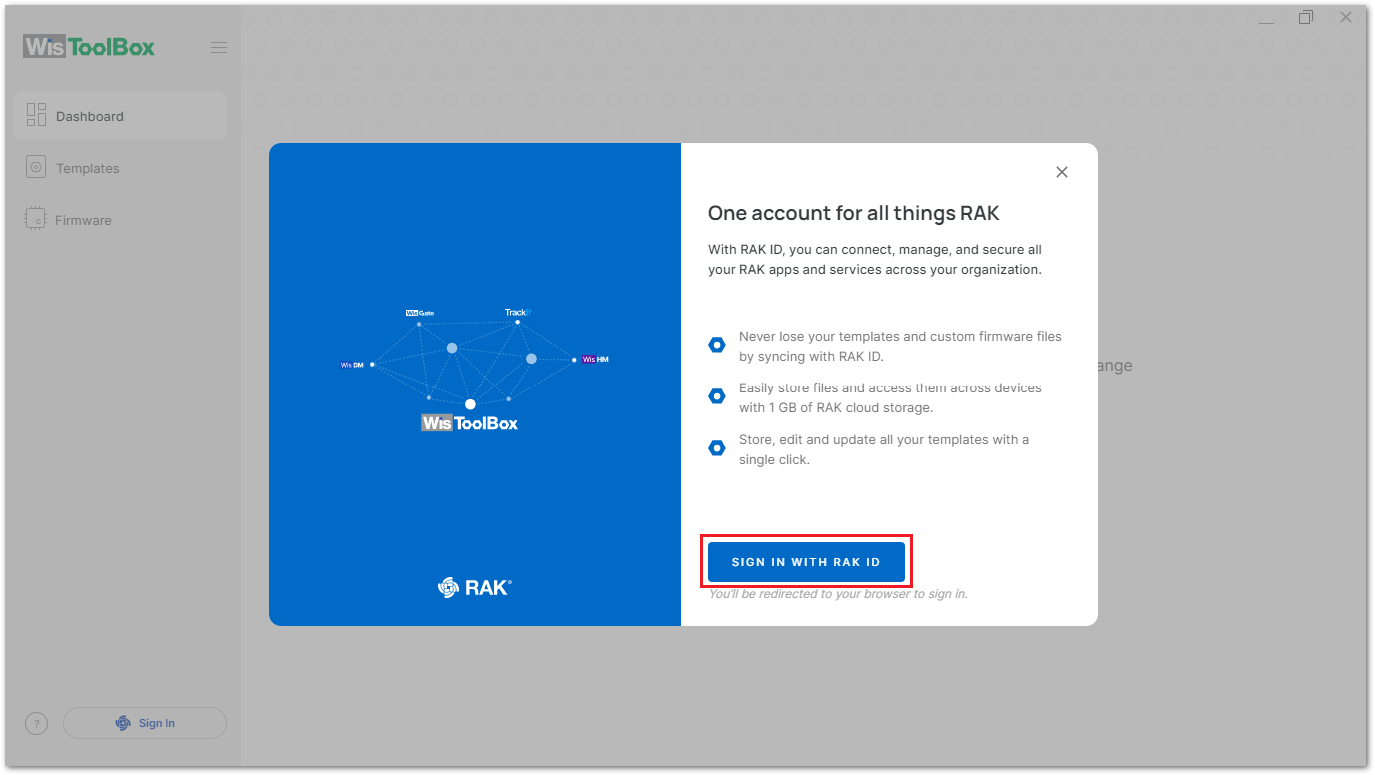 WisToolBox
Dashboard
Templates
Firmware
WisGate
TrackIt
Wis DM
Wis HM
WisToolBox
RAK®
One account for all things RAK
With RAK ID, you can connect, manage, and secure all
your RAK apps and services across your organization.
Never lose your templates and custom firmware files
by syncing with RAK ID.
Easily store files and access them across devices
with 1 GB of RAK cloud storage.
Store, edit and update all your templates with a
single click.
SIGN IN WITH RAK ID
You'll be redirected to your browser to sign in.
ange
?
Sign In